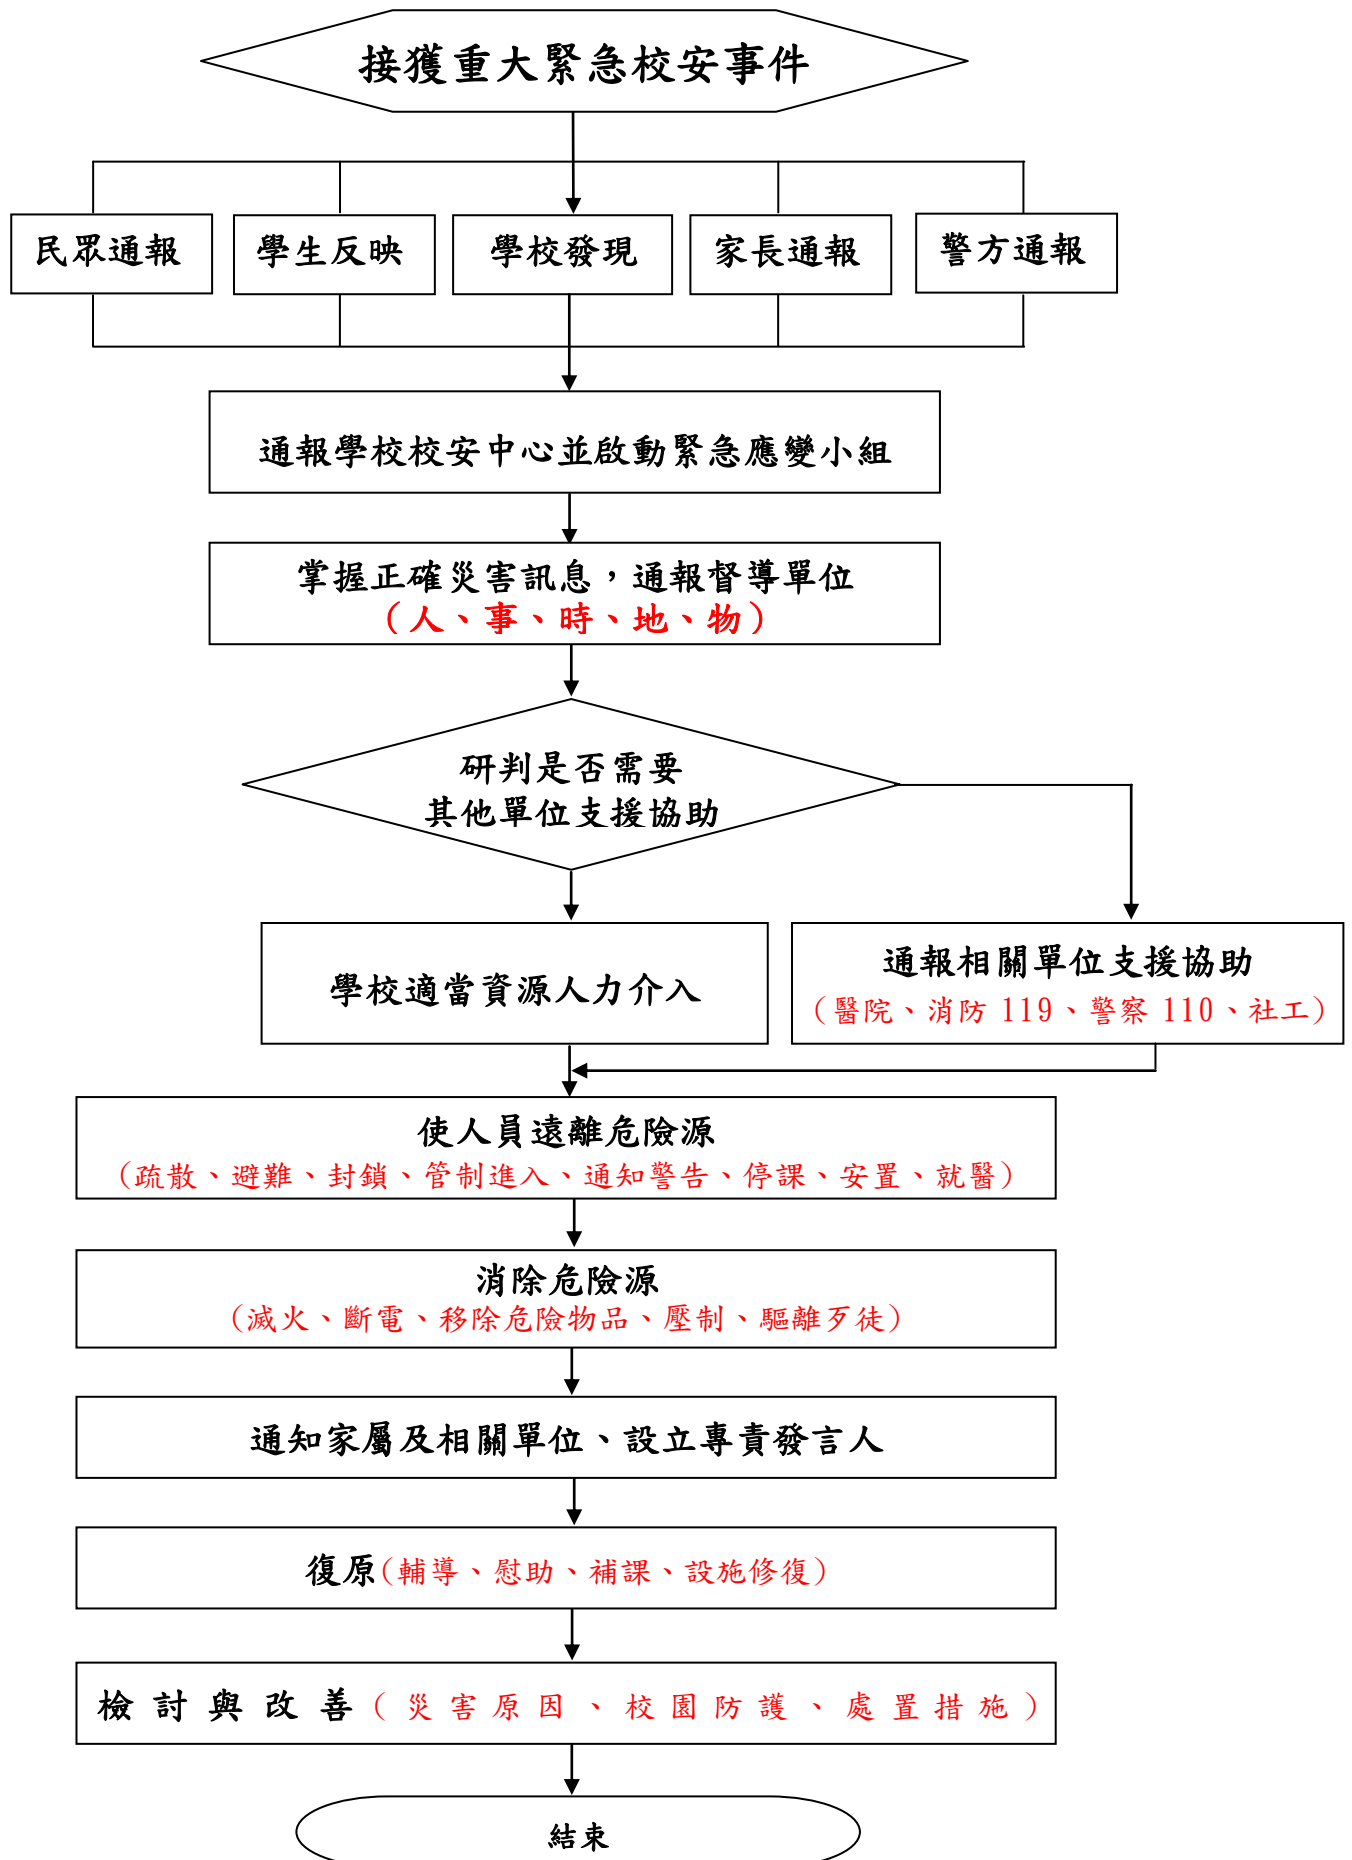 接獲重大緊急校安事件
民眾通報
學生反映
學校發現
家長通報
警方通報
通報學校校安中心並啟動緊急應變小組
掌握正確災害訊息，通報督導單位
（人、事、時、地、物）
研判是否需要
其他單位支援協助
學校適當資源人力介入
通報相關單位支援協助
（醫院、消防 119、警察 110、社工）
使人員遠離危險源
（疏散、避難、封鎖、管制進入、通知警告、停課、安置、就醫）
消除危險源
（滅火、斷電、移除危險物品、壓制、驅離歹徒）
通知家屬及相關單位、設立專責發言人
復原（輔導、慰助、補課、設施修復）
檢討與改善（災害原因、校園防護、處置措施）
結束